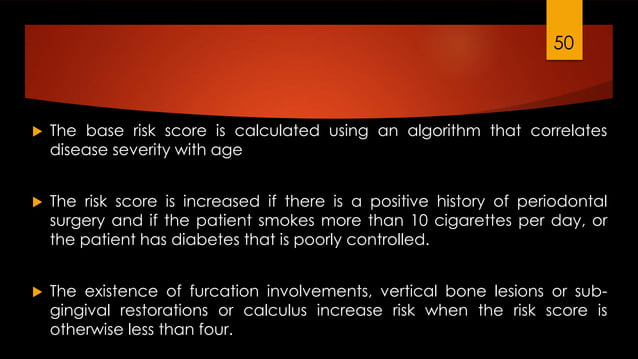 50
The base risk score is calculated using an algorithm that correlates
disease severity with age
The risk score is increased if there is a positive history of periodontal
surgery and if the patient smokes more than 10 cigarettes per day, or
the patient has diabetes that is poorly controlled.
The existence of furcation involvements, vertical bone lesions or sub-
gingival restorations or calculus increase risk when the risk score is
otherwise less than four.